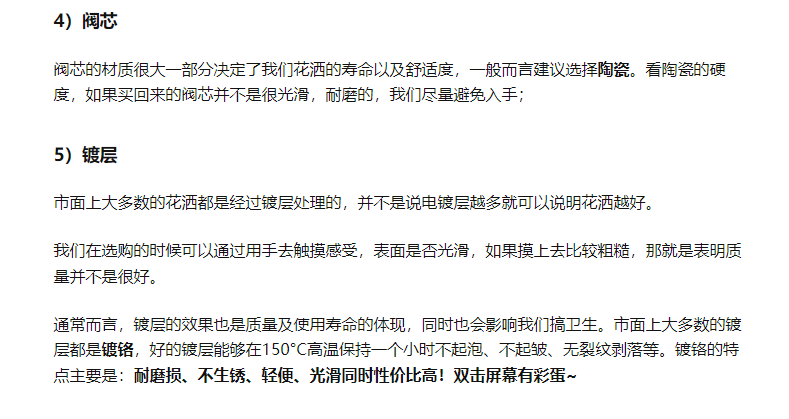 4）阀芯
阀芯的材质很大一部分决定了我们花洒的寿命以及舒适度，一般而言建议选择陶瓷。看陶瓷的硬
度，如果买回来的阀芯并不是很光滑，耐磨的，我们尽量避免入手；
5）镀层
市面上大多数的花洒都是经过镀层处理的，并不是说电镀层越多就可以说明花洒越好。
我们在选购的时候可以通过用手去触摸感受，表面是否光滑，如果摸上去比较粗糙，那就是表明质
量并不是很好。
通常而言，镀层的效果也是质量及使用寿命的体现，同时也会影响我们搞卫生。市面上大多数的镀
层都是镀铬，好的镀层能够在150°C高温保持一个小时不起泡、不起皱、无裂纹剥落等。镀铬的特
点主要是：耐磨损、不生锈、轻便、光滑同时性价比高！双击屏幕有彩蛋~